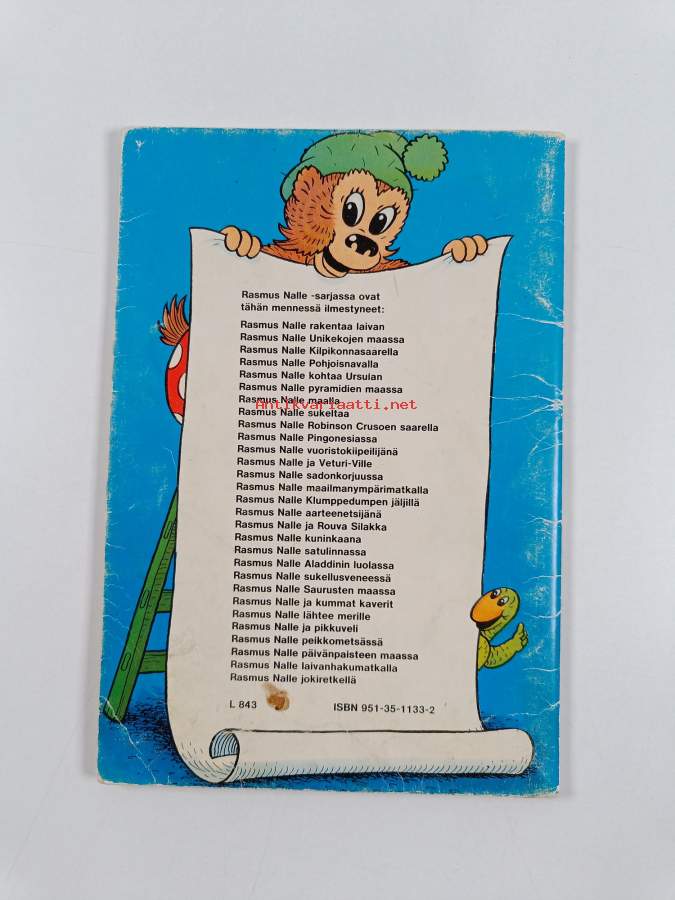 Rasmus Nalle -sarjassa ovat
tähän mennessä ilmestyneet:
Rasmus Nalle rakentaa laivan
Rasmus Nalle Unikekojen maassa
Rasmus Nalle Kilpikonnasaarella
Rasmus Nalle Pohjoisnavalla
Rasmus Nalle kohtaa Ursulan
Rasmus Nalle pyramidien maassa
Rasmus Nalle maalla
Antikvariaatti.net
Rasmus Nalle sukeltaa
Rasmus Nalle Robinson Crusoen saarella
Rasmus Nalle Pingonesiassa
Rasmus Nalle vuoristokiipeilijänä
Rasmus Nalle ja Veturi-Ville
Rasmus Nalle sadonkorjuussa
Rasmus Nalle maailmanympärimatkalla
Rasmus Nalle Klumppedumpen jäljillä
Rasmus Nalle aarteenetsijänä
Rasmus Nalle ja Rouva Silakka
Rasmus Nalle kuninkaana
Rasmus Nalle satulinnassa
Rasmus Nalle Aladdinin luolassa
Rasmus Nalle sukellusveneessä
Rasmus Nalle Saurusten maassa
Rasmus Nalle ja kummat kaverit
Rasmus Nalle lähtee merille
Rasmus Nalle ja pikkuveli
Rasmus Nalle peikkometsässä
Rasmus Nalle päivänpaisteen maassa
Rasmus Nalle laivanhakumatkalla
Rasmus Nalle jokiretkellä
L 843 ISBN 951-35-1133-2